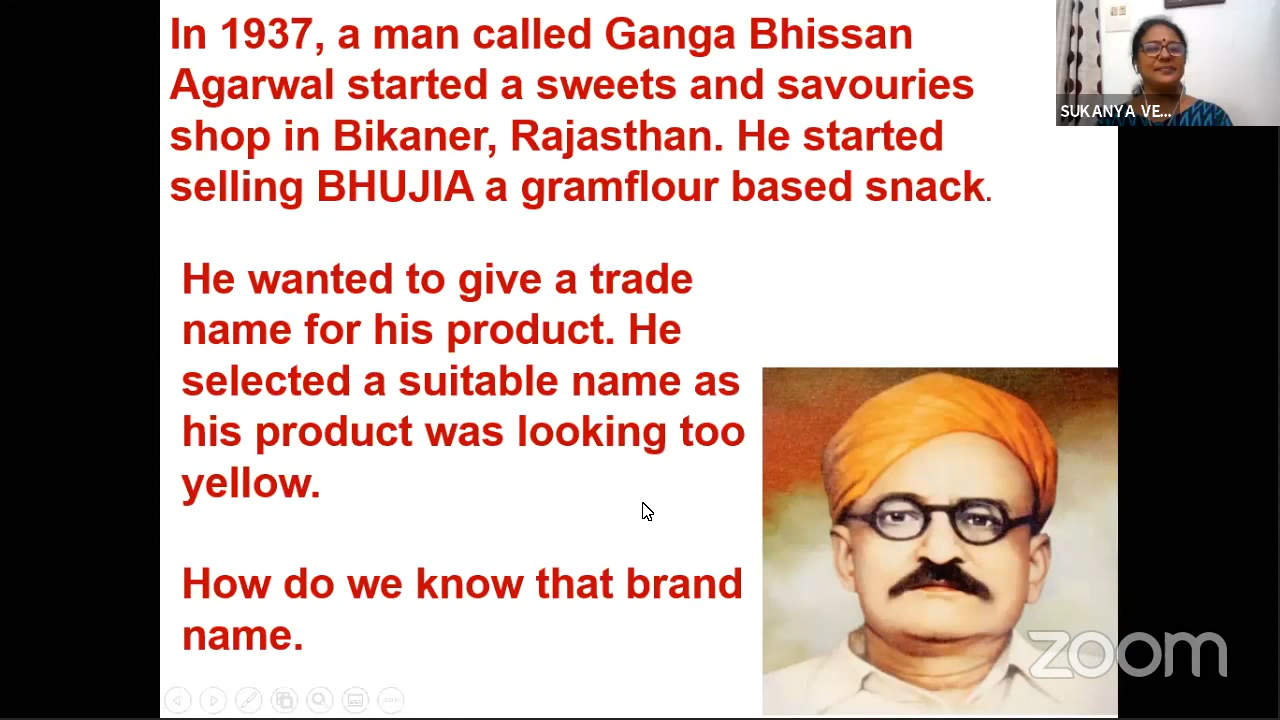 In 1937, a man called Ganga Bhissan
Agarwal started a sweets and savouries
shop in Bikaner, Rajasthan. He started
selling BHUJIA a gramflour based snack.
He wanted to give a trade
name for his product. He
selected a suitable name as
his product was looking too
yellow.
How do we know that brand
name.
SUKANYA VE...
zoom